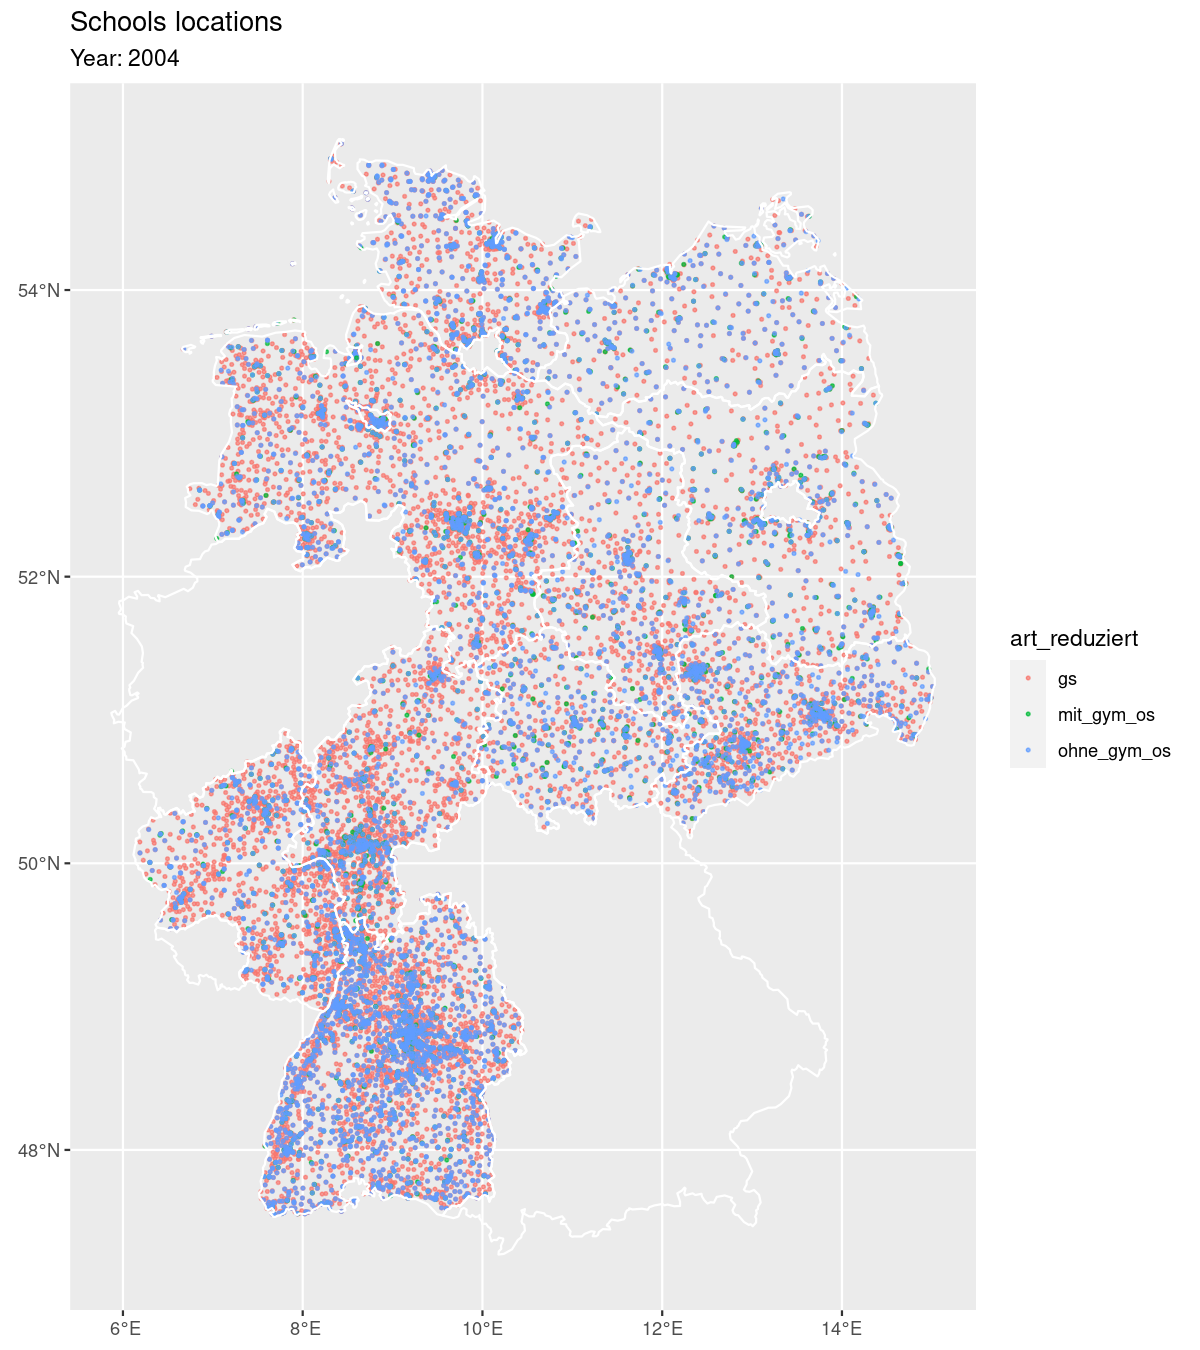 Schools locations
Year: 2004
54°N
52°N
50°N
48°N
6°E
8°E
10°E
12°E
14°E
art_reduziert
gs
mit_gym_os
ohne_gym_os